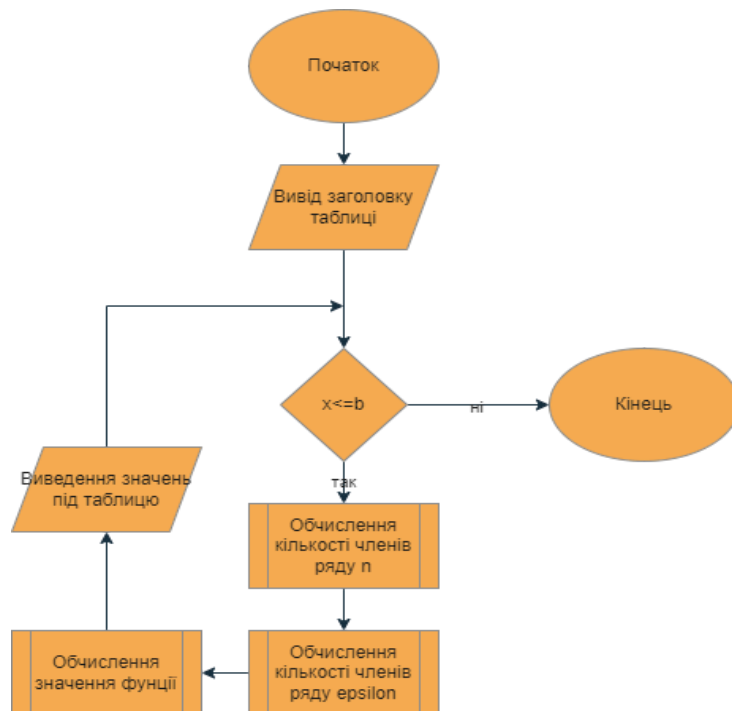 Початок
Вивід заголовку
таблиці
x<=b
ні
Кінець
так
Виведення значень
під таблицю
Обчислення
кількості членів
ряду n
Обчислення
значення фунції
Обчислення
кількості членів
ряду epsilon